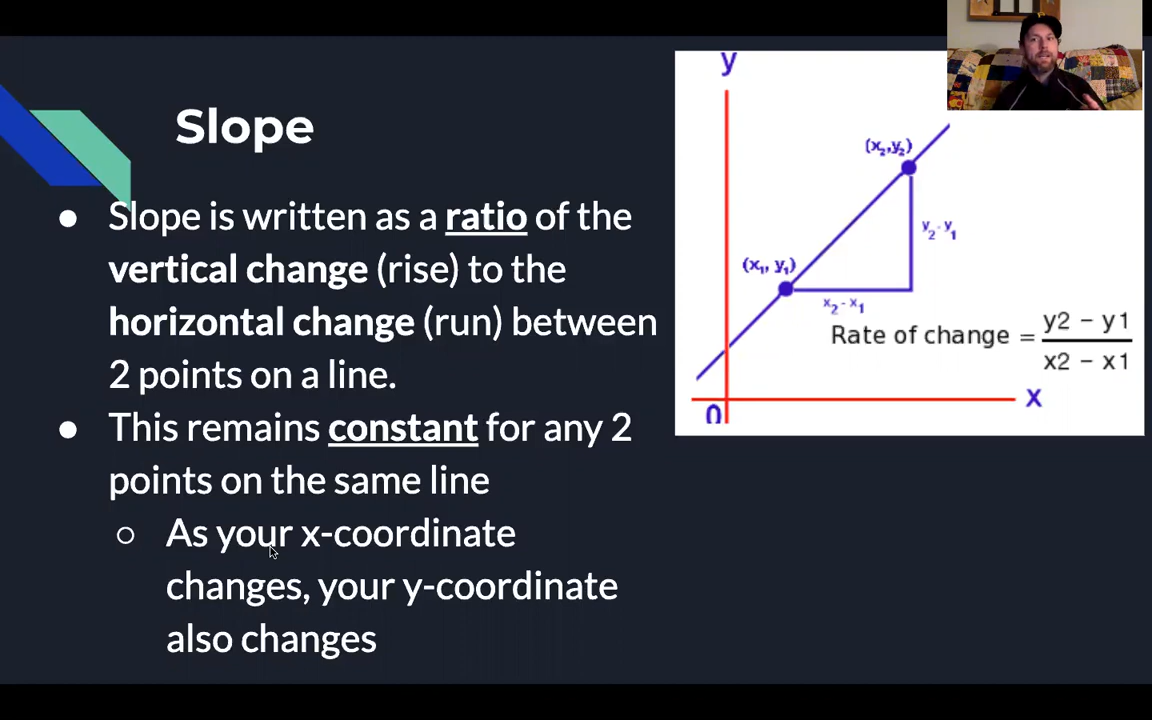 Slope
● Slope is written as a ratio of the
vertical change (rise) to the
horizontal change (run) between
2 points on a line.
● This remains constant for any 2
points on the same line
○ As your x-coordinate
changes, your y-coordinate
also changes
y
(x₂,y₂)
y₂ - y₁
(x₁, y₁)
x₂ - x₁
Rate of change = y2 − y1
x2 − x1
0
x